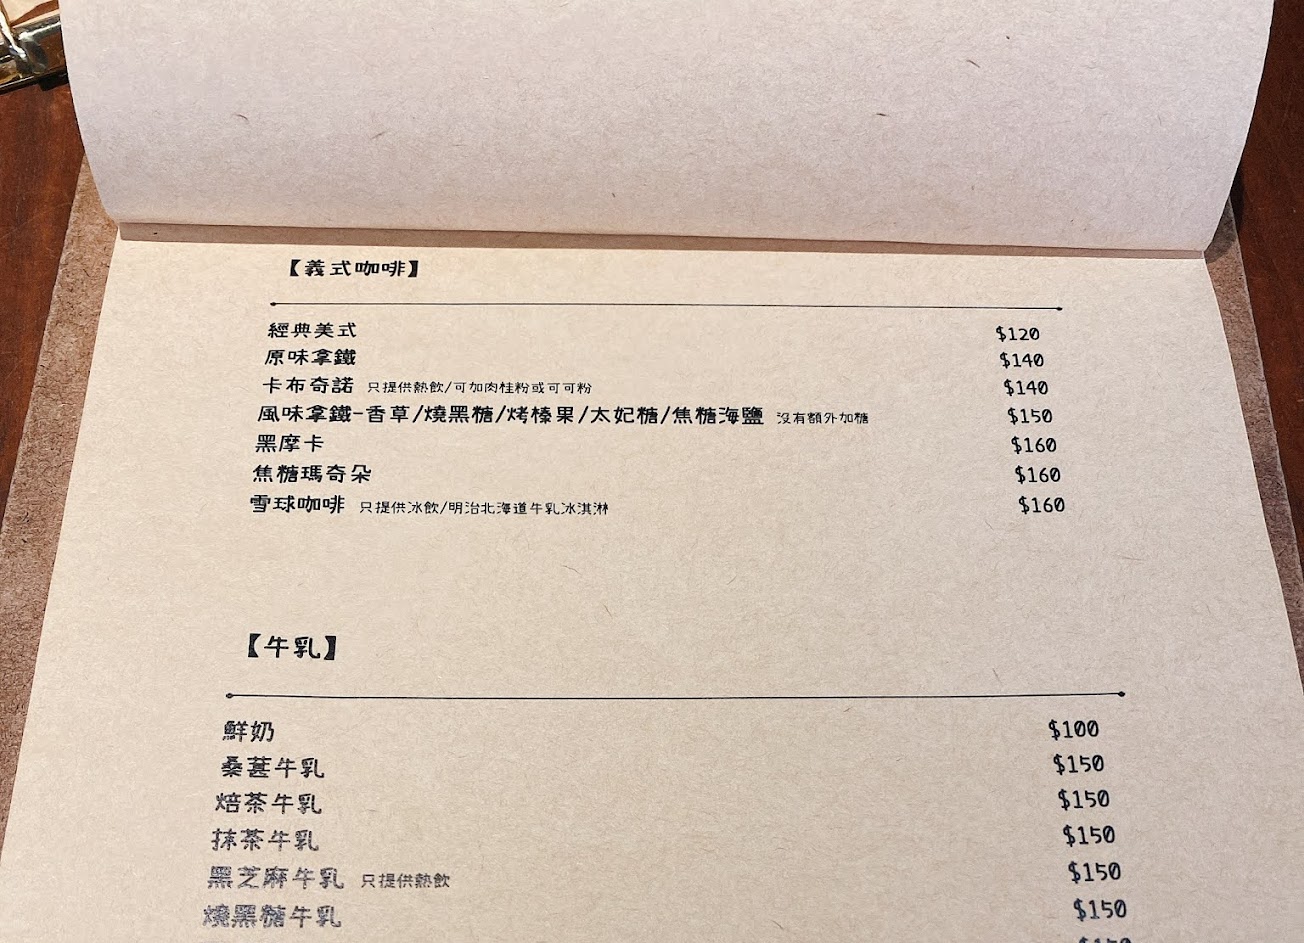 【義式咖啡】
經典美式 $120
原味拿鐵 $140
卡布奇諾 只提供熱飲/可加肉桂粉或可可粉 $140
風味拿鐵-香草/燒黑糖/烤榛果/太妃糖/焦糖海鹽 沒有額外加糖 $150
黑摩卡 $160
焦糖瑪奇朵 $160
雪球咖啡 只提供冰飲/明治北海道牛乳冰淇淋 $160
【牛乳】
鮮奶 $100
桑葚牛乳 $150
焙茶牛乳 $150
抹茶牛乳 $150
黑芝麻牛乳 只提供熱飲 $150
燒黑糖牛乳 $150